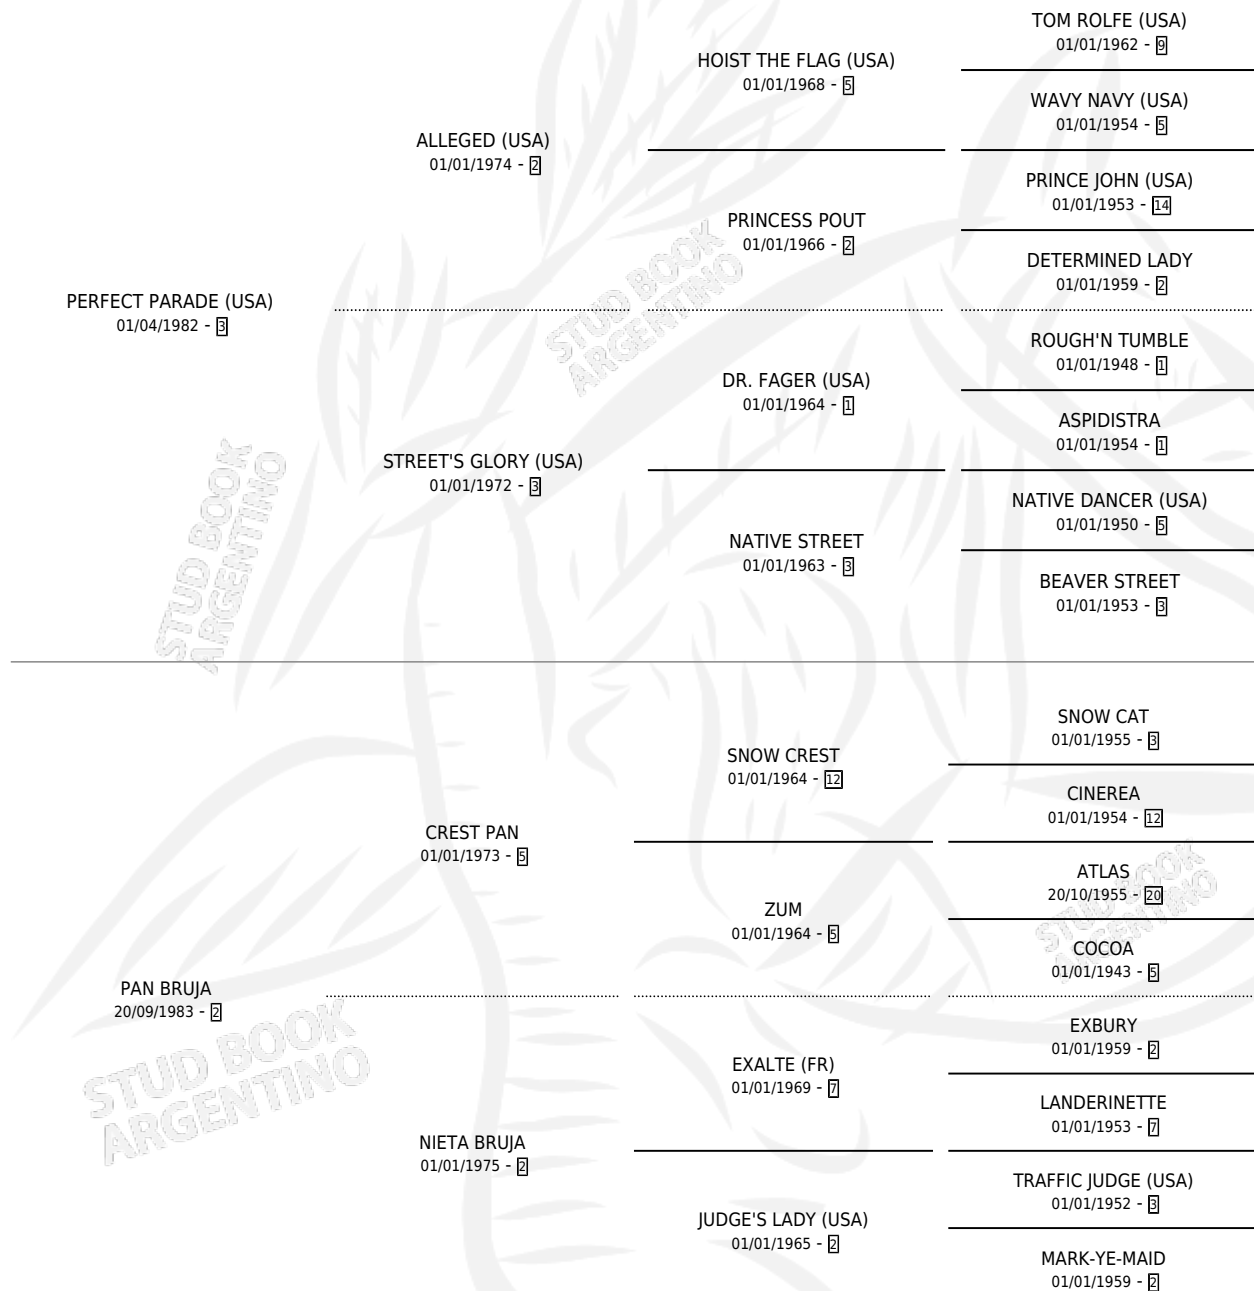 TOM ROLFE (USA)
01/01/1962 - 9
HOIST THE FLAG (USA)
01/01/1968 - 5
WAVY NAVY (USA)
01/01/1954 - 5
ALLEGED (USA)
01/01/1974 - 2
PRINCE JOHN (USA)
01/01/1953 - 14
PRINCESS POUT
01/01/1966 - 2
DETERMINED LADY
01/01/1959 - 2
PERFECT PARADE (USA)
01/04/1982 - 3
ROUGH'N TUMBLE
01/01/1948 - 1
DR. FAGER (USA)
01/01/1964 - 1
ASPIDISTRA
01/01/1954 - 1
STREET'S GLORY (USA)
01/01/1972 - 3
NATIVE DANCER (USA)
01/01/1950 - 5
NATIVE STREET
01/01/1963 - 3
BEAVER STREET
01/01/1953 - 3
SNOW CAT
01/01/1955 - 3
SNOW CREST
01/01/1964 - 12
CINEREA
01/01/1954 - 12
CREST PAN
01/01/1973 - 5
ATLAS
20/10/1955 - 20
ZUM
01/01/1964 - 5
COCOA
01/01/1943 - 5
PAN BRUJA
20/09/1983 - 2
EXBURY
01/01/1959 - 2
EXALTE (FR)
01/01/1969 - 7
LANDERINETTE
01/01/1953 - 7
NIETA BRUJA
01/01/1975 - 2
TRAFFIC JUDGE (USA)
01/01/1952 - 3
JUDGE'S LADY (USA)
01/01/1965 - 2
MARK-YE-MAID
01/01/1959 - 2
STUD BOOK
ARGENTINO
STUD BOOK
ARGENTINO
STUD BOOK
ARGENTINO
STUD BOOK
ARGENTINO